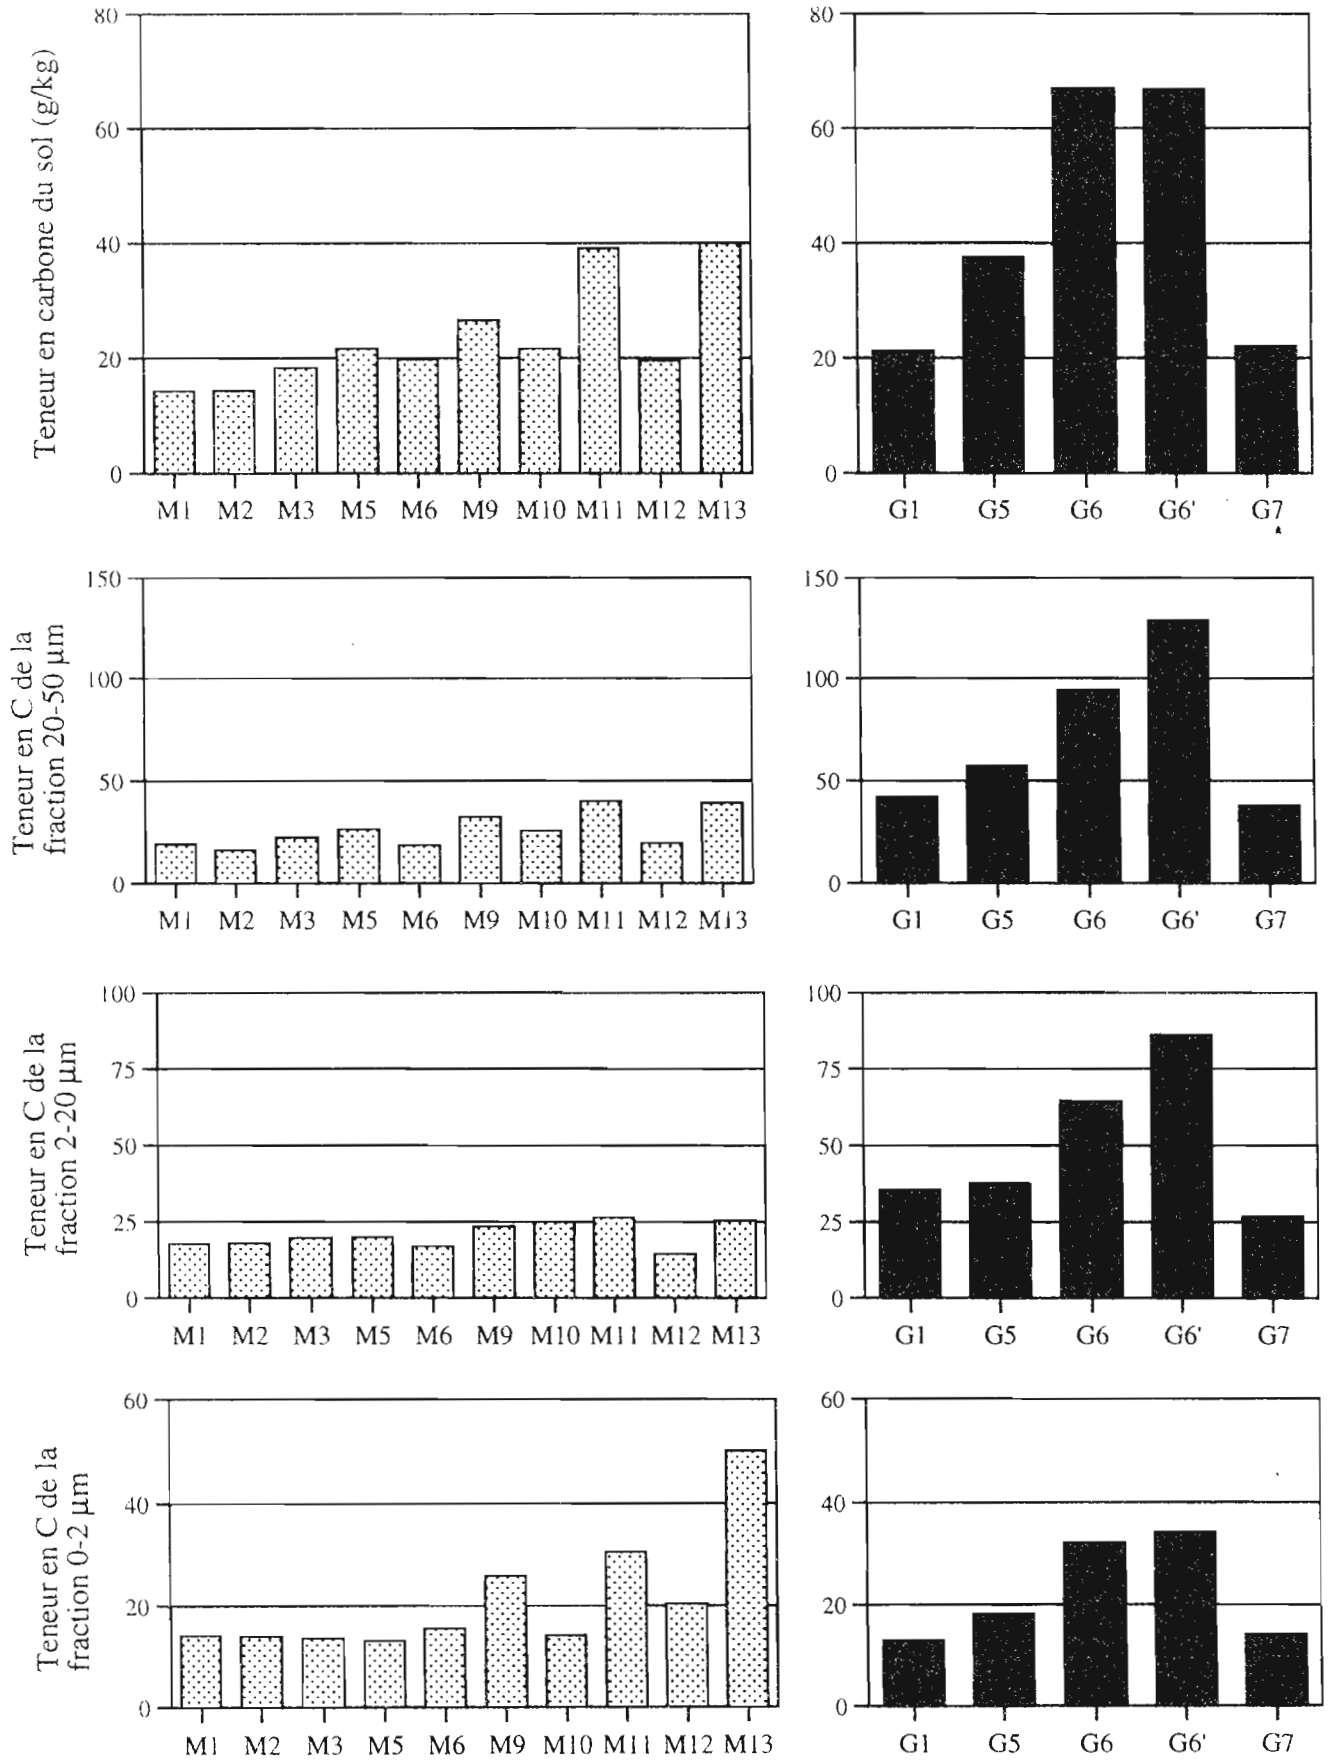 Teneur en carbone du sol (g/kg)
80
60
40
20
0
M1 M2 M3 M5 M6 M9 M10 M11 M12 M13
80
60
40
20
0
G1 G5 G6 G6' G7
Teneur en C de la
fraction 20-50 µm
150
100
50
0
M1 M2 M3 M5 M6 M9 M10 M11 M12 M13
150
100
50
0
G1 G5 G6 G6' G7
Teneur en C de la
fraction 2-20 µm
100
75
50
25
0
M1 M2 M3 M5 M6 M9 M10 M11 M12 M13
100
75
50
25
0
G1 G5 G6 G6' G7
Teneur en C de la
fraction 0-2 µm
60
40
20
0
M1 M2 M3 M5 M6 M9 M10 M11 M12 M13
60
40
20
0
G1 G5 G6 G6' G7